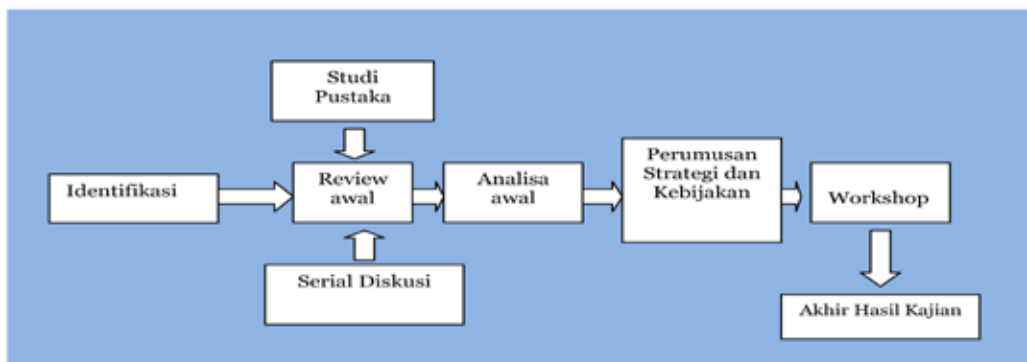 Studi
Pustaka
Identifikasi
Review
awal
Analisa
awal
Perumusan
Strategi dan
Kebijakan
Workshop
Serial Diskusi
Akhir Hasil Kajian